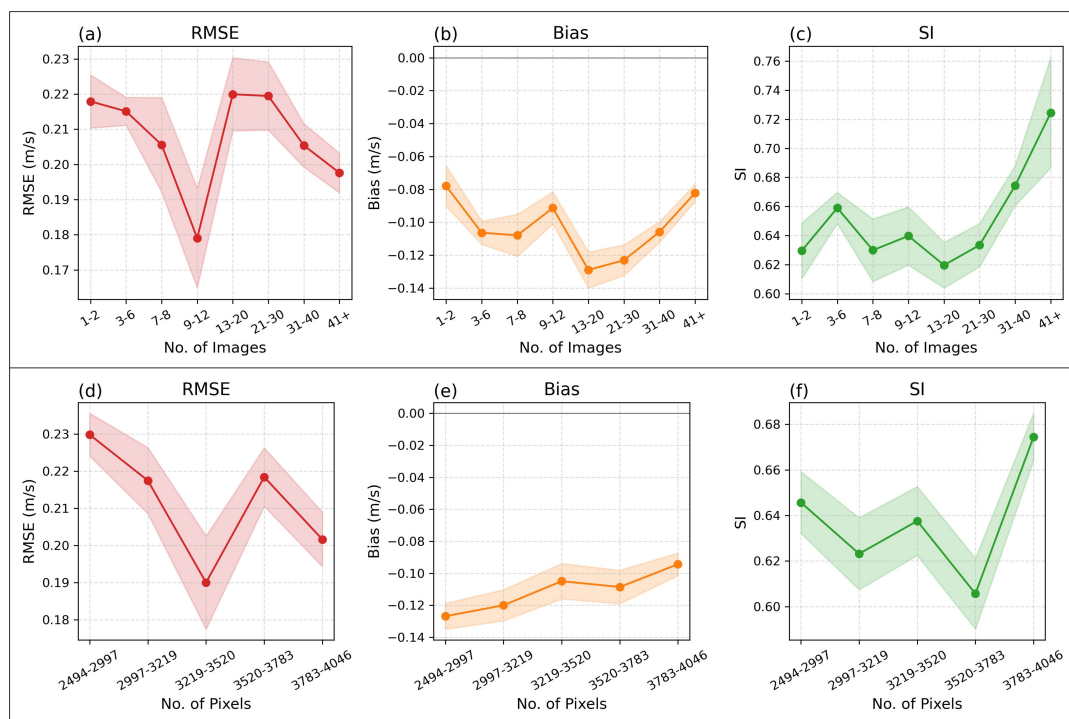 (a) RMSE
0.23
0.22
0.21
0.20
0.19
0.18
0.17
RMSE (m/s)
1-2 3-6 7-8 9-12 13-20 21-30 31-40 41+
No. of Images
(b) Bias
0.00
−0.02
−0.04
−0.06
−0.08
−0.10
−0.12
−0.14
Bias (m/s)
1-2 3-6 7-8 9-12 13-20 21-30 31-40 41+
No. of Images
(c) SI
0.76
0.74
0.72
0.70
0.68
0.66
0.64
0.62
0.60
SI
1-2 3-6 7-8 9-12 13-20 21-30 31-40 41+
No. of Images
(d) RMSE
0.23
0.22
0.21
0.20
0.19
0.18
RMSE (m/s)
2494-2997 2997-3219 3219-3520 3520-3783 3783-4046
No. of Pixels
(e) Bias
0.00
−0.02
−0.04
−0.06
−0.08
−0.10
−0.12
−0.14
Bias (m/s)
2494-2997 2997-3219 3219-3520 3520-3783 3783-4046
No. of Pixels
(f) SI
0.68
0.66
0.64
0.62
0.60
SI
2494-2997 2997-3219 3219-3520 3520-3783 3783-4046
No. of Pixels